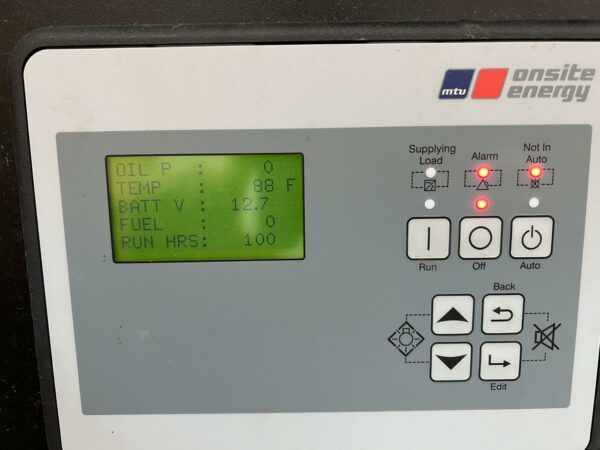 mtu onsite energy
OIL P : 0
TEMP 88 F
BATT V : 12.7
FUEL : 0
RUN HRS: 100
Supplying Load
Alarm
Not In Auto
Run
Off
Auto
Back
Edit